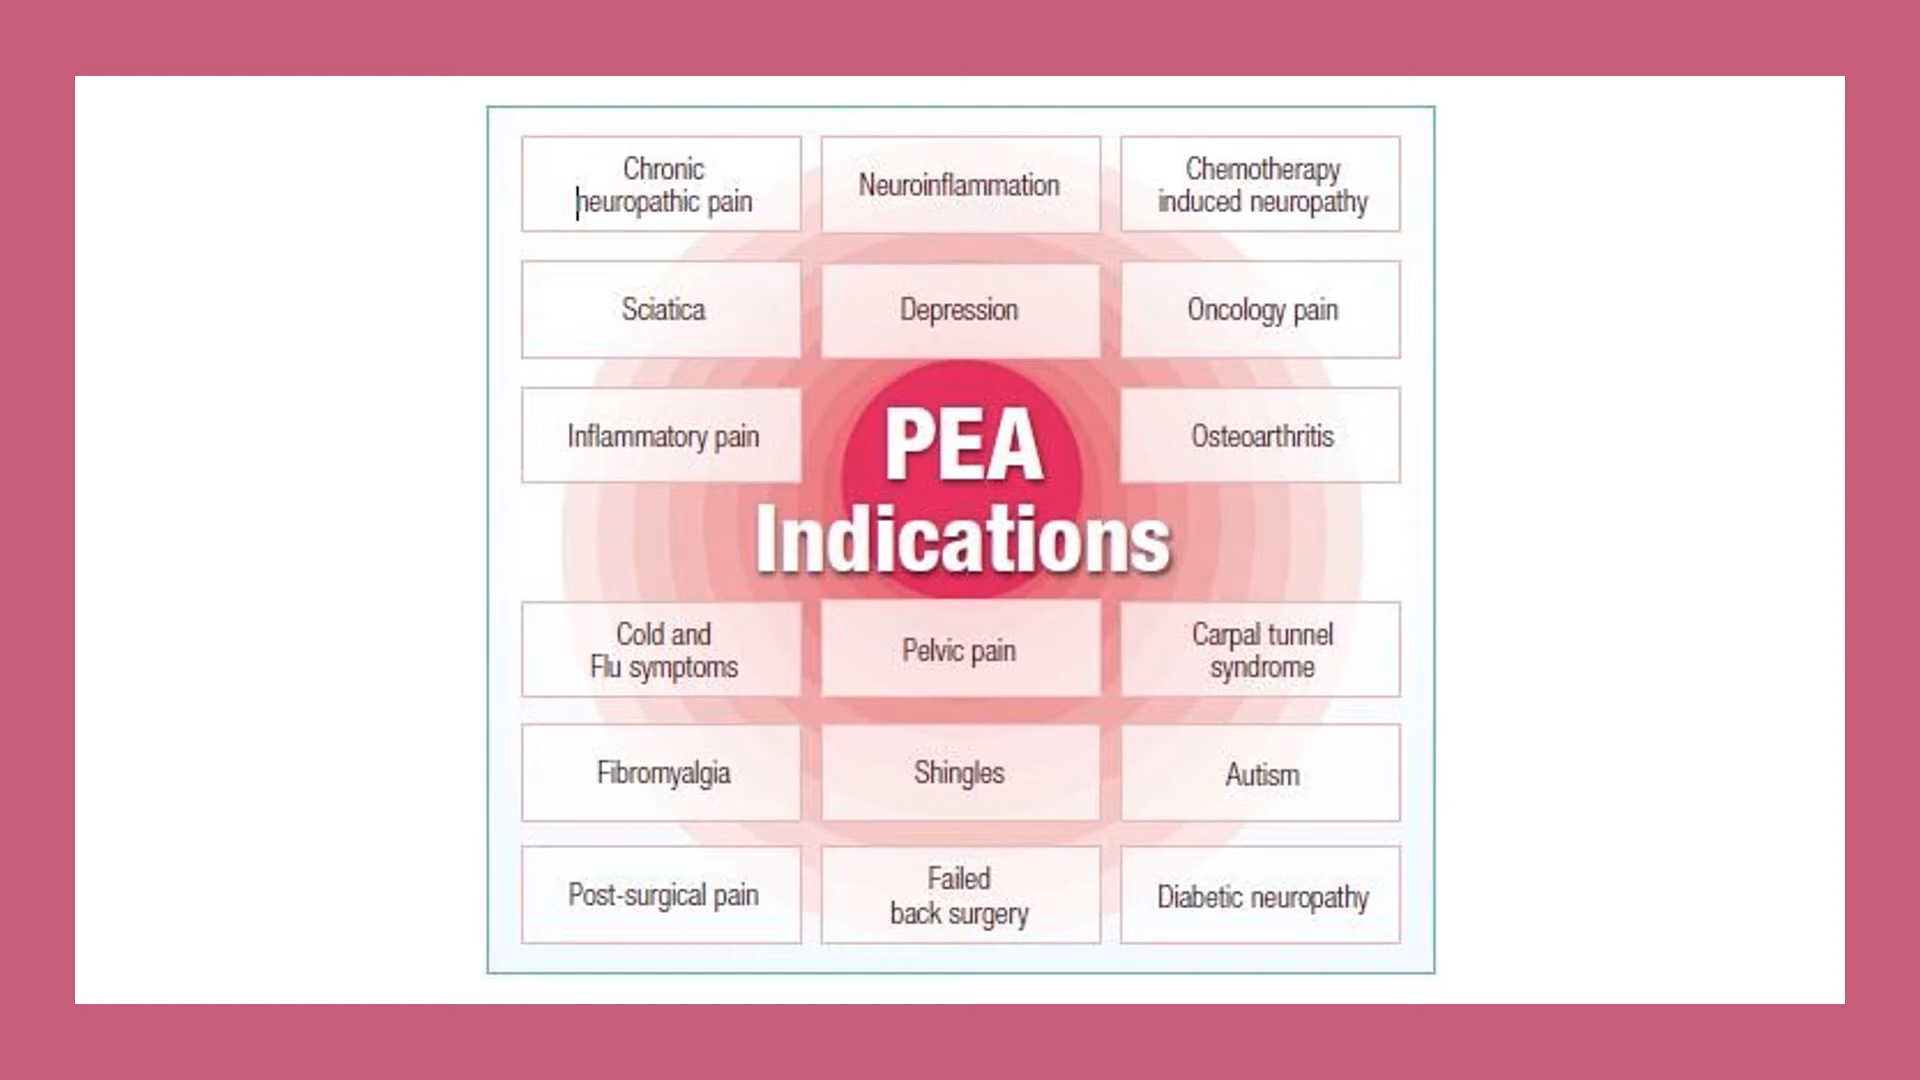 Chronic
neuropathic pain
Neuroinflammation
Chemotherapy
induced neuropathy
Sciatica
Depression
Oncology pain
Inflammatory pain
PEA
Indications
Osteoarthritis
Cold and
Flu symptoms
Pelvic pain
Carpal tunnel
syndrome
Fibromyalgia
Shingles
Autism
Post-surgical pain
Failed
back surgery
Diabetic neuropathy